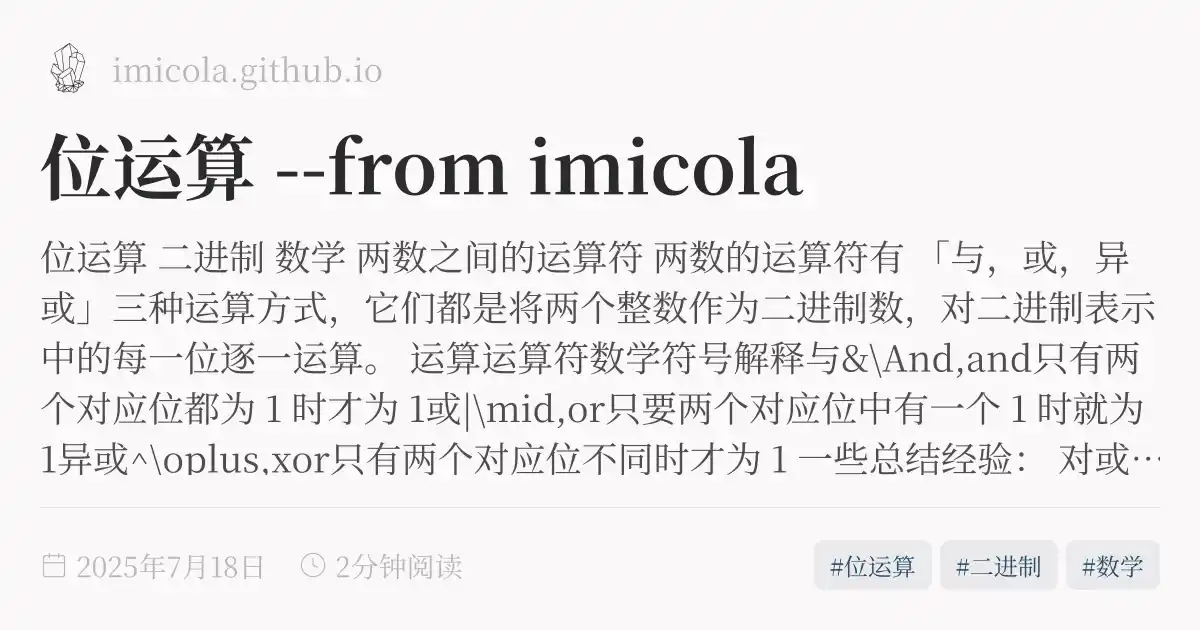 imicola.github.io
位运算 --from imicola
位运算 二进制 数学 两数之间的运算符 两数的运算符有 「与，或，异
或」三种运算方式，它们都是将两个整数作为二进制数，对二进制表示
中的每一位逐一运算。 运算运算符数学符号解释与&\And,and只有两
个对应位都为 1 时才为 1或|\mid,or只要两个对应位中有一个 1 时就为
1异或^\oplus,xor只有两个对应位不同时才为 1 一些总结经验： 对或…
2025年7月18日 2分钟阅读 #位运算 #二进制 #数学